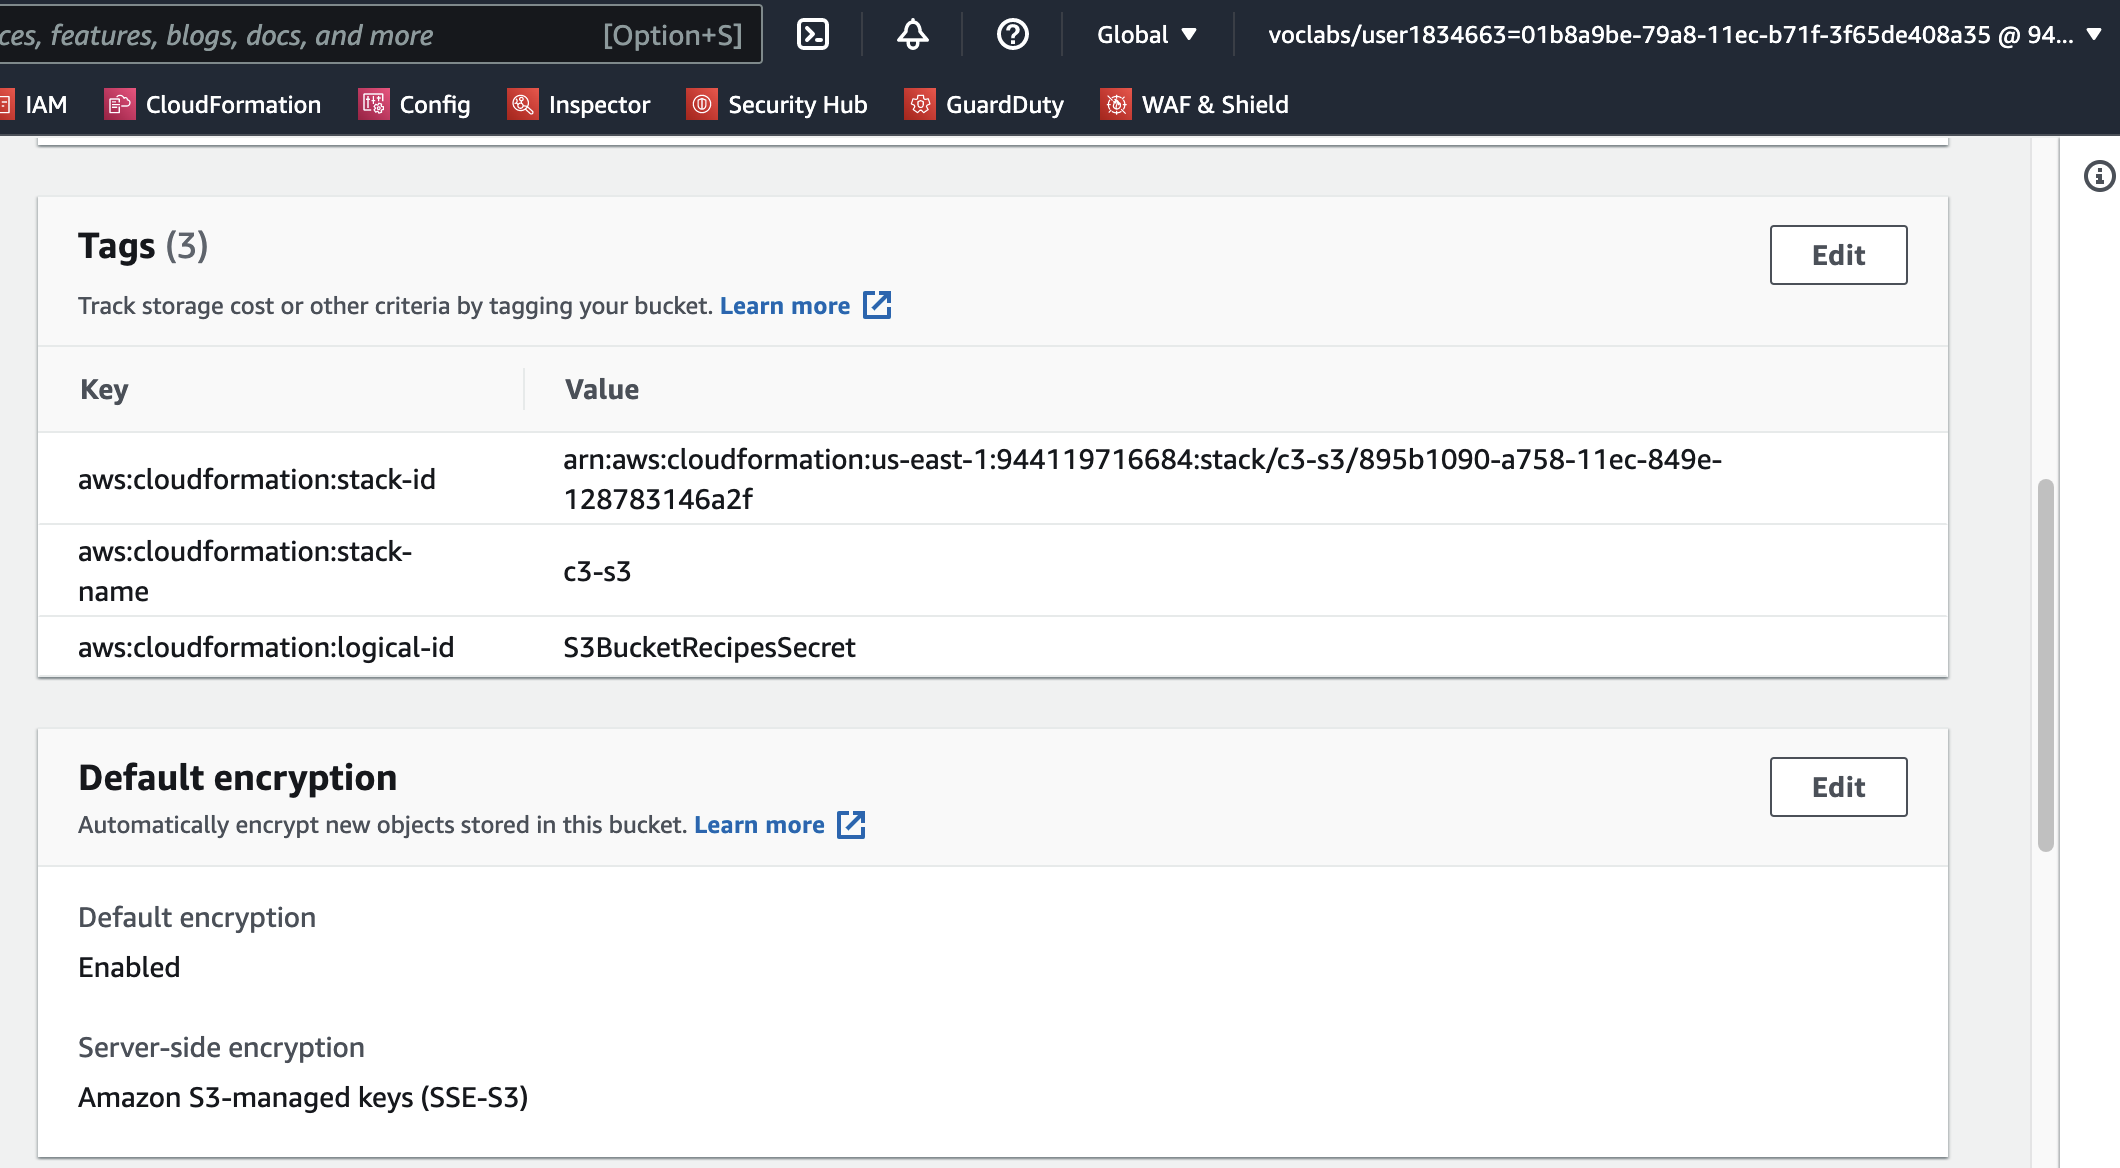 ces, features, blogs, docs, and more [Option+S] Global voclabs/user1834663=01b8a9be-79a8-11ec-b71f-3f65de408a35 @ 94...
IAM CloudFormation Config Inspector Security Hub GuardDuty WAF & Shield
Tags (3)
Edit
Track storage cost or other criteria by tagging your bucket. Learn more
Key Value
aws:cloudformation:stack-id arn:aws:cloudformation:us-east-1:944119716684:stack/c3-s3/895b1090-a758-11ec-849e-
128783146a2f
aws:cloudformation:stack-
name
c3-s3
aws:cloudformation:logical-id S3BucketRecipesSecret
Default encryption
Edit
Automatically encrypt new objects stored in this bucket. Learn more
Default encryption
Enabled
Server-side encryption
Amazon S3-managed keys (SSE-S3)